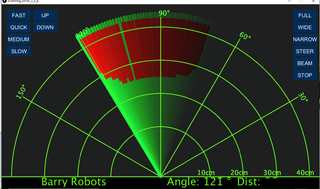 FAST UP FULL
QUICK DOWN WIDE
MEDIUM NARROW
SLOW STEER
BEAM
STOP
90°
60°
150°
30°
10cm 20cm 30cm 40cm
Barry Robots Angle: 121 ° Dist: